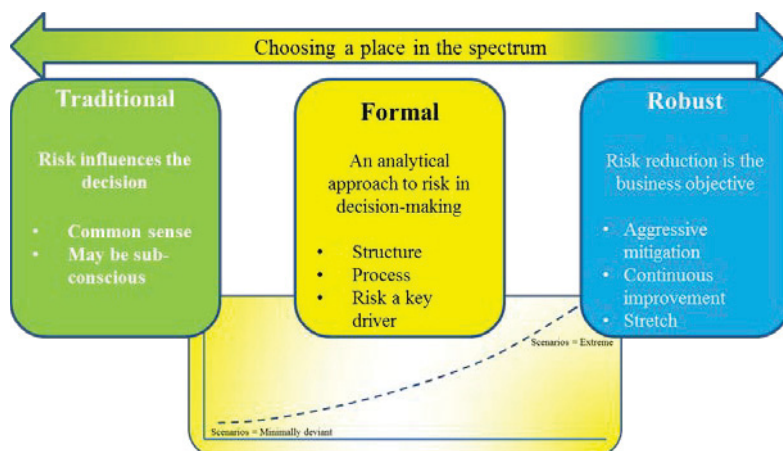 Choosing a place in the spectrum
Traditional
Risk influences the
decision
• Common sense
• May be sub-
conscious
Formal
An analytical
approach to risk in
decision-making
• Structure
• Process
• Risk a key
driver
Robust
Risk reduction is the
business objective
• Aggressive
mitigation
• Continuous
improvement
• Stretch
Scenarios = Extreme
Scenarios = Minimally deviant